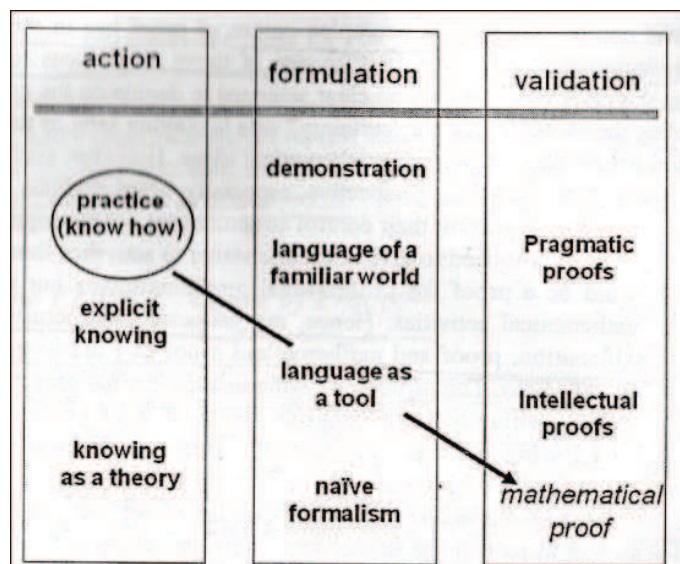 action
practice
(know how)
explicit
knowing
knowing
as a theory
formulation
demonstration
language of a
familiar world
language as
a tool
naïve
formalism
validation
Pragmatic
proofs
Intellectual
proofs
mathematical
proof